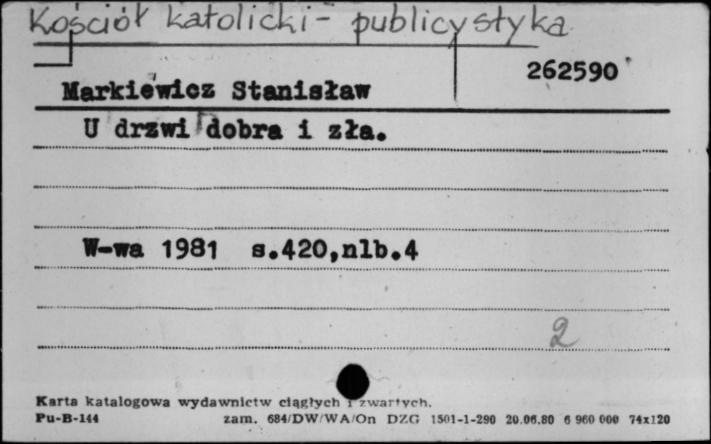 Kościół katolicki - publicystyka
262590
Markiewicz Stanisław
U drzwi dobra i zła.
W-wa 1981 s.420,nlb.4
2
Karta katalogowa wydawnictw ciągłych i zwartych.
Pu-B-144 zam. 684/DW/WA/On DZG 1501-1-290 20.06.80 6 960 000 74x120